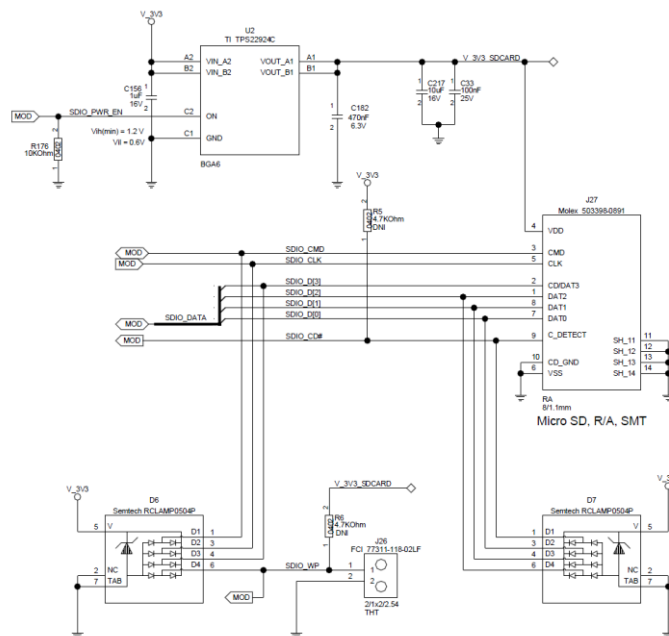 V_3V3
U2
TI TPS22924C
A2 VIN_A2 VOUT_A1 A1 V_3V3_SDCARD
B2 VIN_B2 VOUT_B1 B1
C156
1uF
16V
C217
10uF
16V
C33
100nF
25V
MOD SDIO_PWR_EN C2 ON
C182
470nF
6.3V
Vih(min) = 1.2 V
Vil = 0.6V
C1 GND
R176
10KOhm
0402
BGA6
V_3V3
R5
4.7KOhm
DNI
0402
J27
Molex 503398-0891
4 VDD
MOD SDIO_CMD 3 CMD
MOD SDIO_CLK 5 CLK
SDIO_D[3] 2 CD/DAT3
SDIO_D[2] 1 DAT2
SDIO_D[1] 8 DAT1
MOD SDIO_DATA SDIO_D[0] 7 DAT0
MOD SDIO_CD# 9 C_DETECT SH_11 11
SH_12 12
10 CD_GND SH_13 13
6 VSS SH_14 14
RA
8/1.1mm
Micro SD, R/A, SMT
V_3V3
D6
Semtech RCLAMP0504P
5 V D1 1
D2 3
D3 4
2 NC D4 6
7 TAB
V_3V3_SDCARD
R6
4.7KOhm
DNI
0402
J26
FCI 77311-118-02LF
SDIO_WP 1 1
2 2
MOD
2/1x2/2.54
THT
V_3V3
D7
Semtech RCLAMP0504P
1 D1 V 5
3 D2
4 D3
6 D4 NC 2
TAB 7